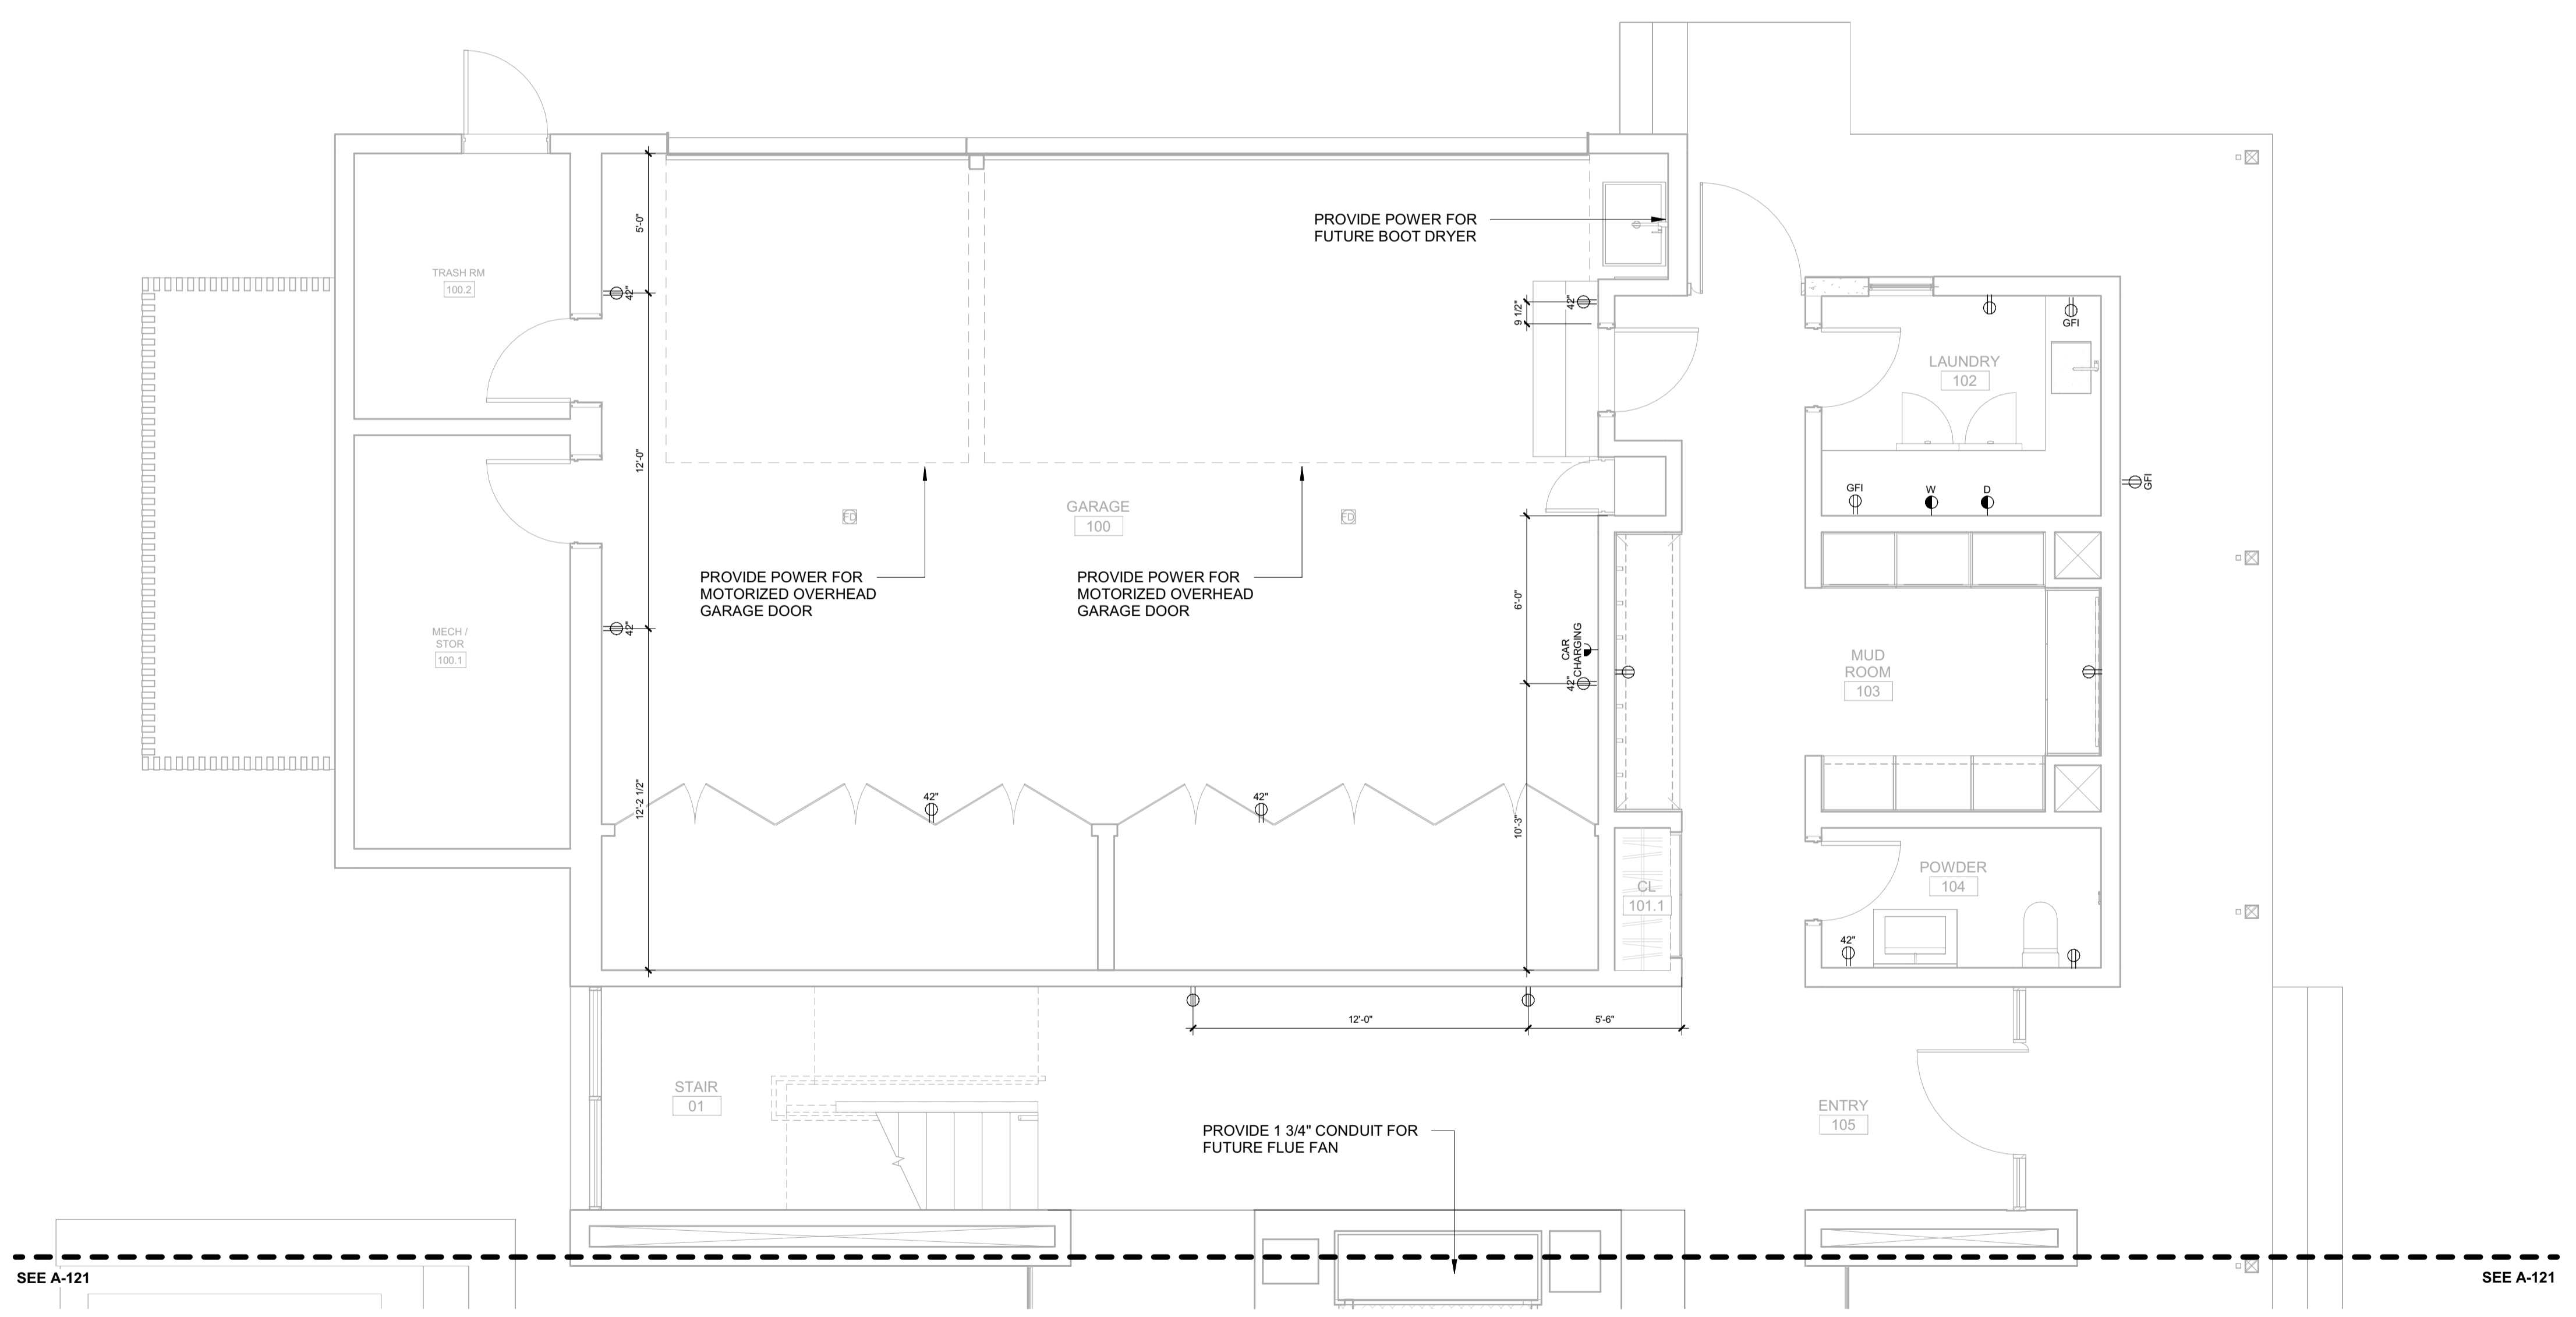 PROVIDE POWER FOR
FUTURE BOOT DRYER
5'-0"
TRASH RM
100.2
42"
42"
9 1/2"
GFI
LAUNDRY
102
12'-0"
GARAGE
100
FD
FD
GFI
W
D
GFI
PROVIDE POWER FOR
MOTORIZED OVERHEAD
GARAGE DOOR
PROVIDE POWER FOR
MOTORIZED OVERHEAD
GARAGE DOOR
6'-0"
MECH /
STOR
100.1
42"
CAR
CHARGING
42"
MUD
ROOM
103
12'-2 1/2"
42"
42"
10'-3"
CL
101.1
POWDER
104
42"
12'-0"
5'-6"
STAIR
01
ENTRY
105
PROVIDE 1 3/4" CONDUIT FOR
FUTURE FLUE FAN
SEE A-121
SEE A-121